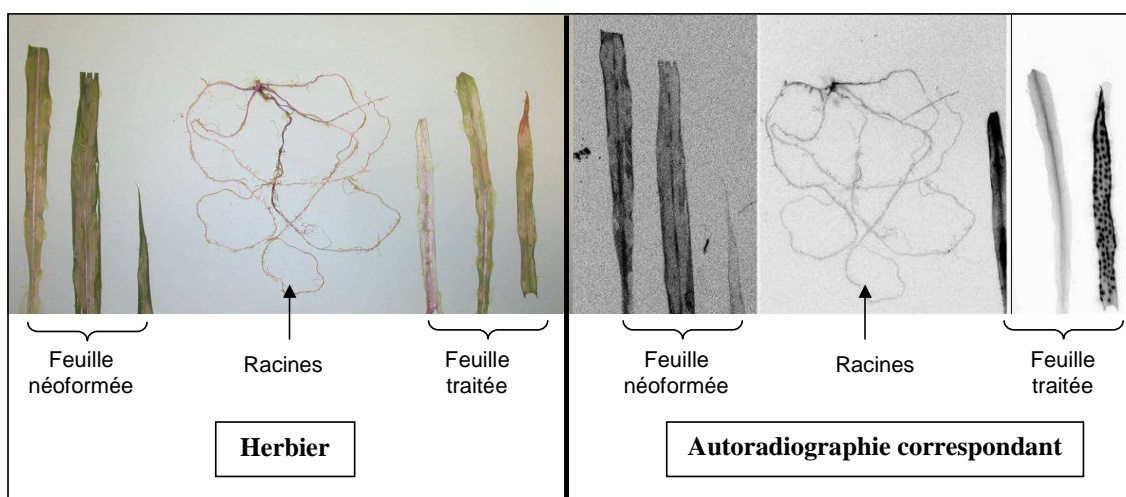 Feuille
néoformée
Racines
Feuille
traitée
Herbier
Feuille
néoformée
Racines
Feuille
traitée
Autoradiographie correspondant